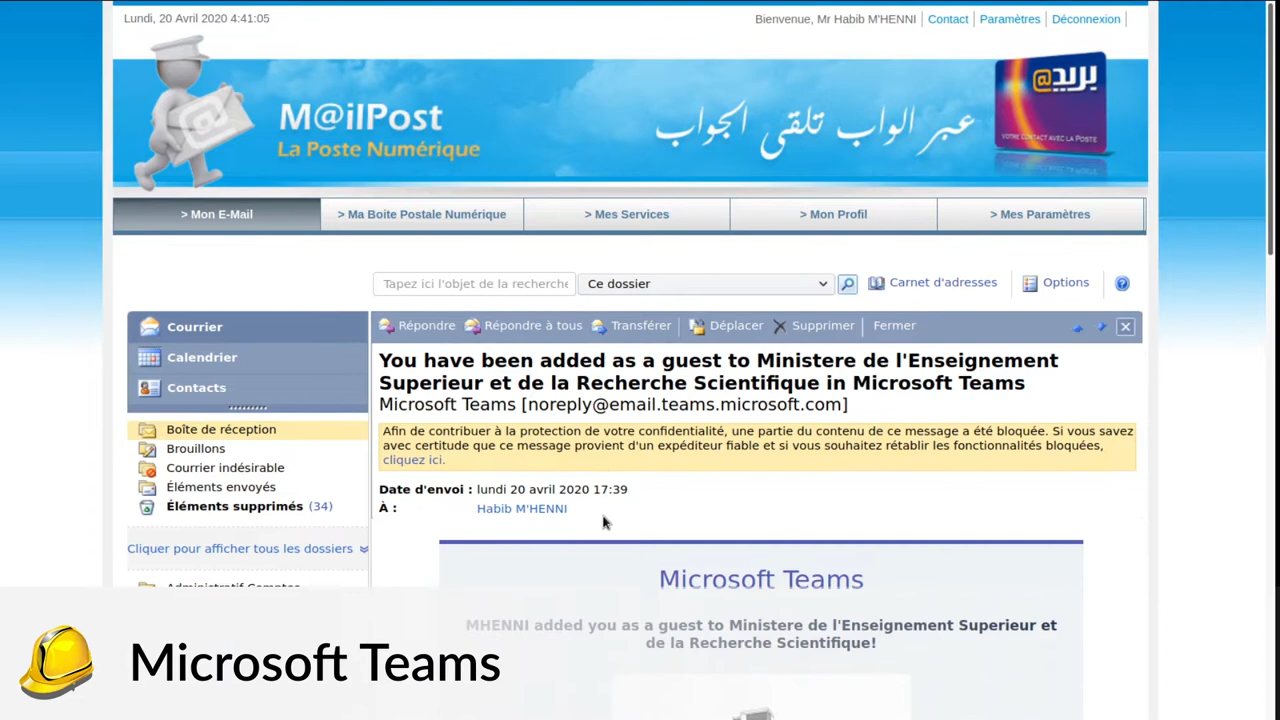 Lundi, 20 Avril 2020 4:41:05
Bienvenue, Mr Habib M'HENNI | Contact | Paramètres | Déconnexion |
M@ilPost
La Poste Numérique
عبر الواب تلقى الجواب
بريد@
VOTRE CONTACT AVEC LA POSTE
> Mon E-Mail
> Ma Boite Postale Numérique
> Mes Services
> Mon Profil
> Mes Paramètres
Tapez ici l'objet de la recherche
Ce dossier
Carnet d'adresses
Options
Courrier
Calendrier
Contacts
Boîte de réception
Brouillons
Courrier indésirable
Éléments envoyés
Éléments supprimés (34)
Cliquer pour afficher tous les dossiers
Administratif Comptes
Répondre Répondre à tous Transférer Déplacer Supprimer Fermer
You have been added as a guest to Ministere de l'Enseignement
Superieur et de la Recherche Scientifique in Microsoft Teams
Microsoft Teams [noreply@email.teams.microsoft.com]
Afin de contribuer à la protection de votre confidentialité, une partie du contenu de ce message a été bloquée. Si vous savez
avec certitude que ce message provient d'un expéditeur fiable et si vous souhaitez rétablir les fonctionnalités bloquées,
cliquez ici.
Date d'envoi : lundi 20 avril 2020 17:39
À : Habib M'HENNI
Microsoft Teams
MHENNI added you as a guest to Ministere de l'Enseignement Superieur et
de la Recherche Scientifique!
Microsoft Teams